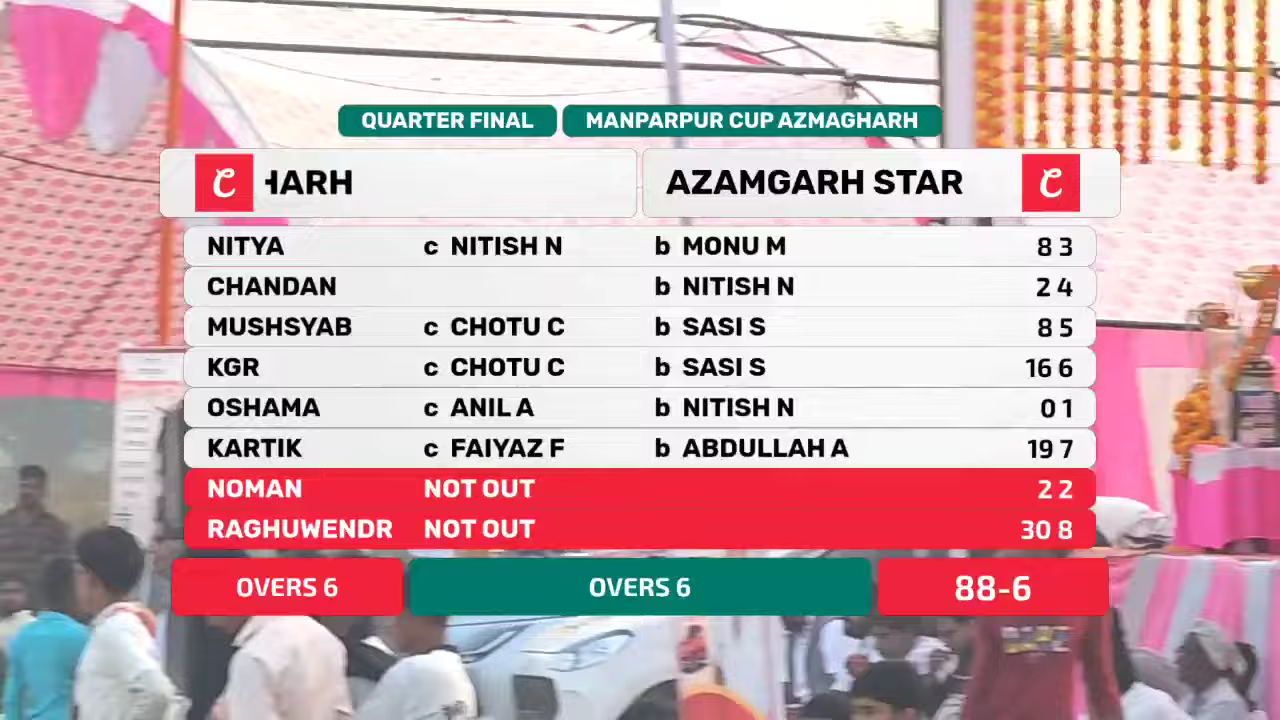 QUARTER FINAL MANPARPUR CUP AZMAGHARH
C HARH AZAMGARH STAR C
NITYA c NITISH N b MONU M 8 3
CHANDAN b NITISH N 2 4
MUSHSYAB c CHOTU C b SASI S 8 5
KGR c CHOTU C b SASI S 16 6
OSHAMA c ANIL A b NITISH N 0 1
KARTIK c FAIYAZ F b ABDULLAH A 19 7
NOMAN NOT OUT 2 2
RAGHUWENDR NOT OUT 30 8
OVERS 6 OVERS 6 88-6